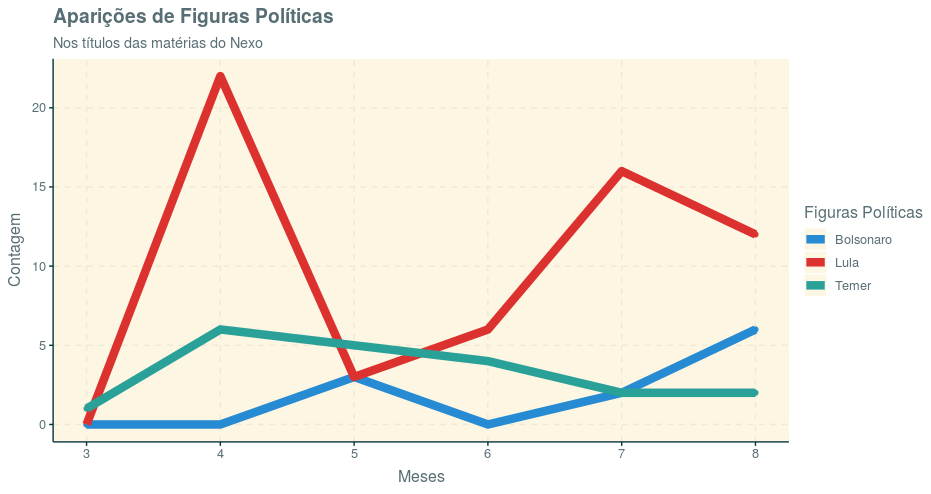 Aparições de Figuras Políticas
Nos títulos das matérias do Nexo
Contagem
20
15
10
5
0
3 4 5 6 7 8
Meses
Figuras Políticas
Bolsonaro
Lula
Temer